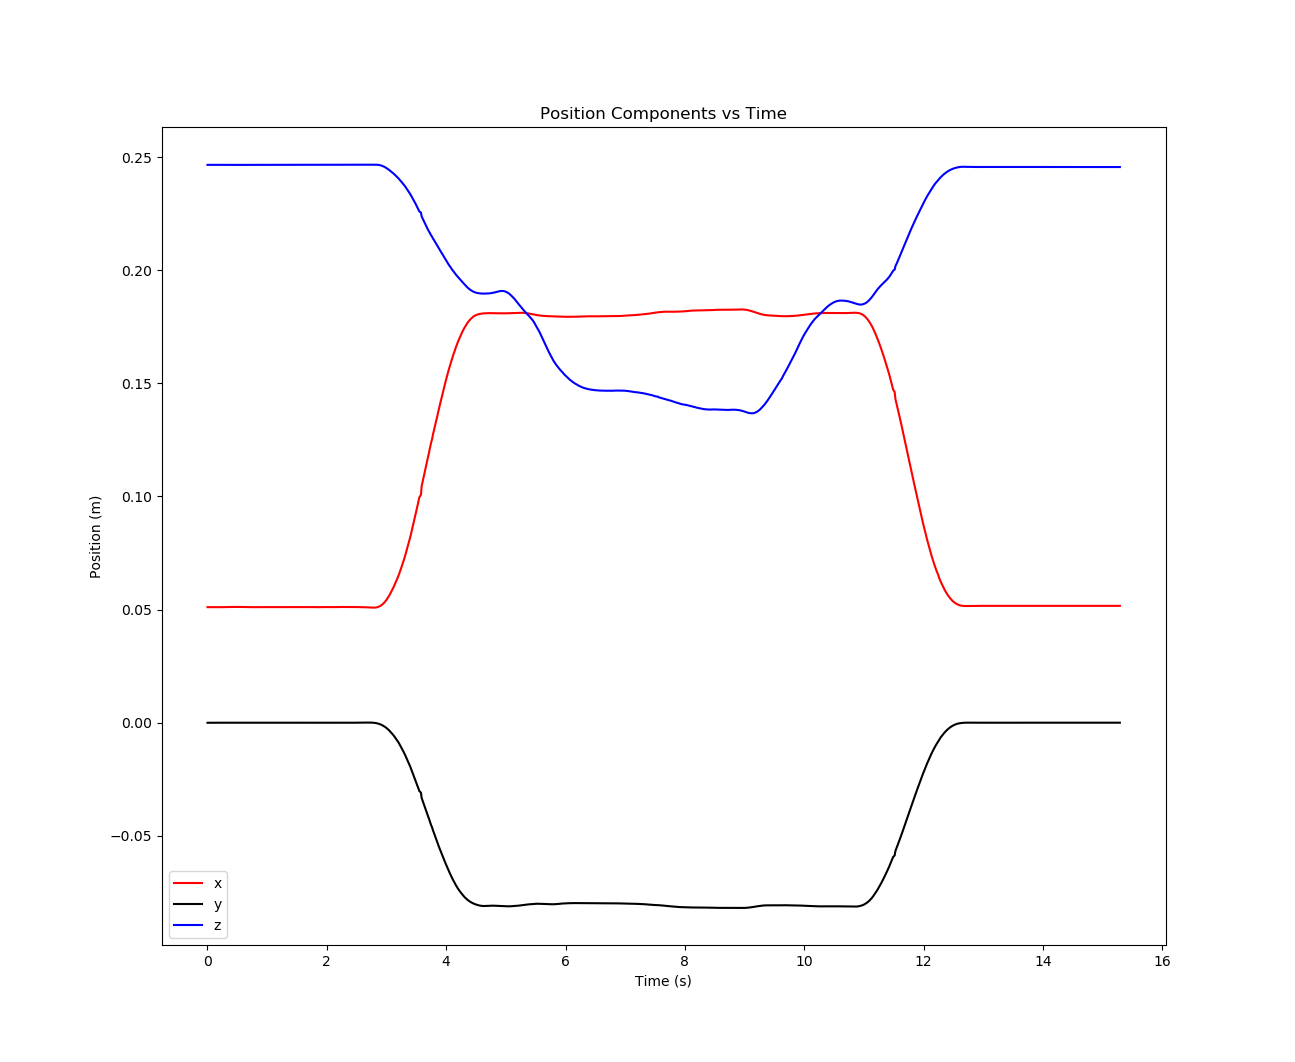 Position Components vs Time
0.25
0.20
0.15
0.10
0.05
0.00
−0.05
Position (m)
x
y
z
0 2 4 6 8 10 12 14 16
Time (s)